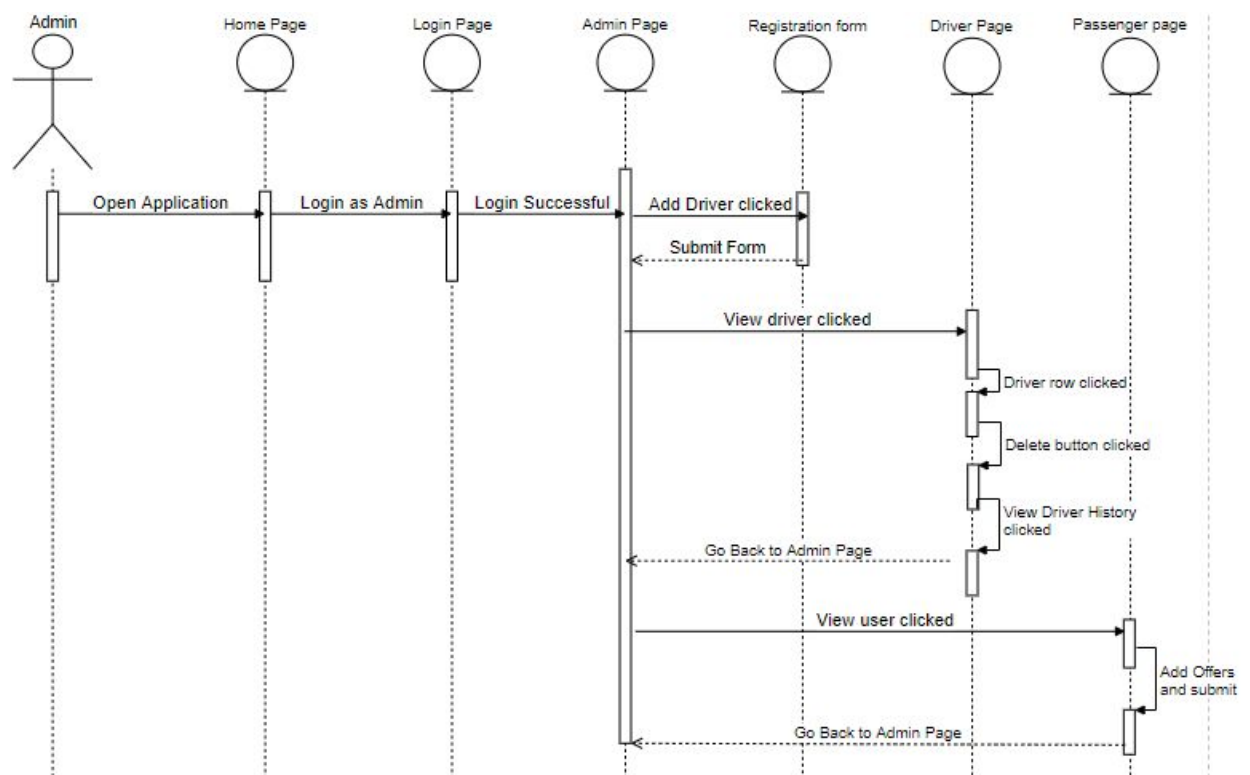 Admin
Home Page
Login Page
Admin Page
Registration form
Driver Page
Passenger page
Open Application
Login as Admin
Login Successful
Add Driver clicked
Submit Form
View driver clicked
Driver row clicked
Delete button clicked
View Driver History
clicked
Go Back to Admin Page
View user clicked
Add Offers
and submit
Go Back to Admin Page